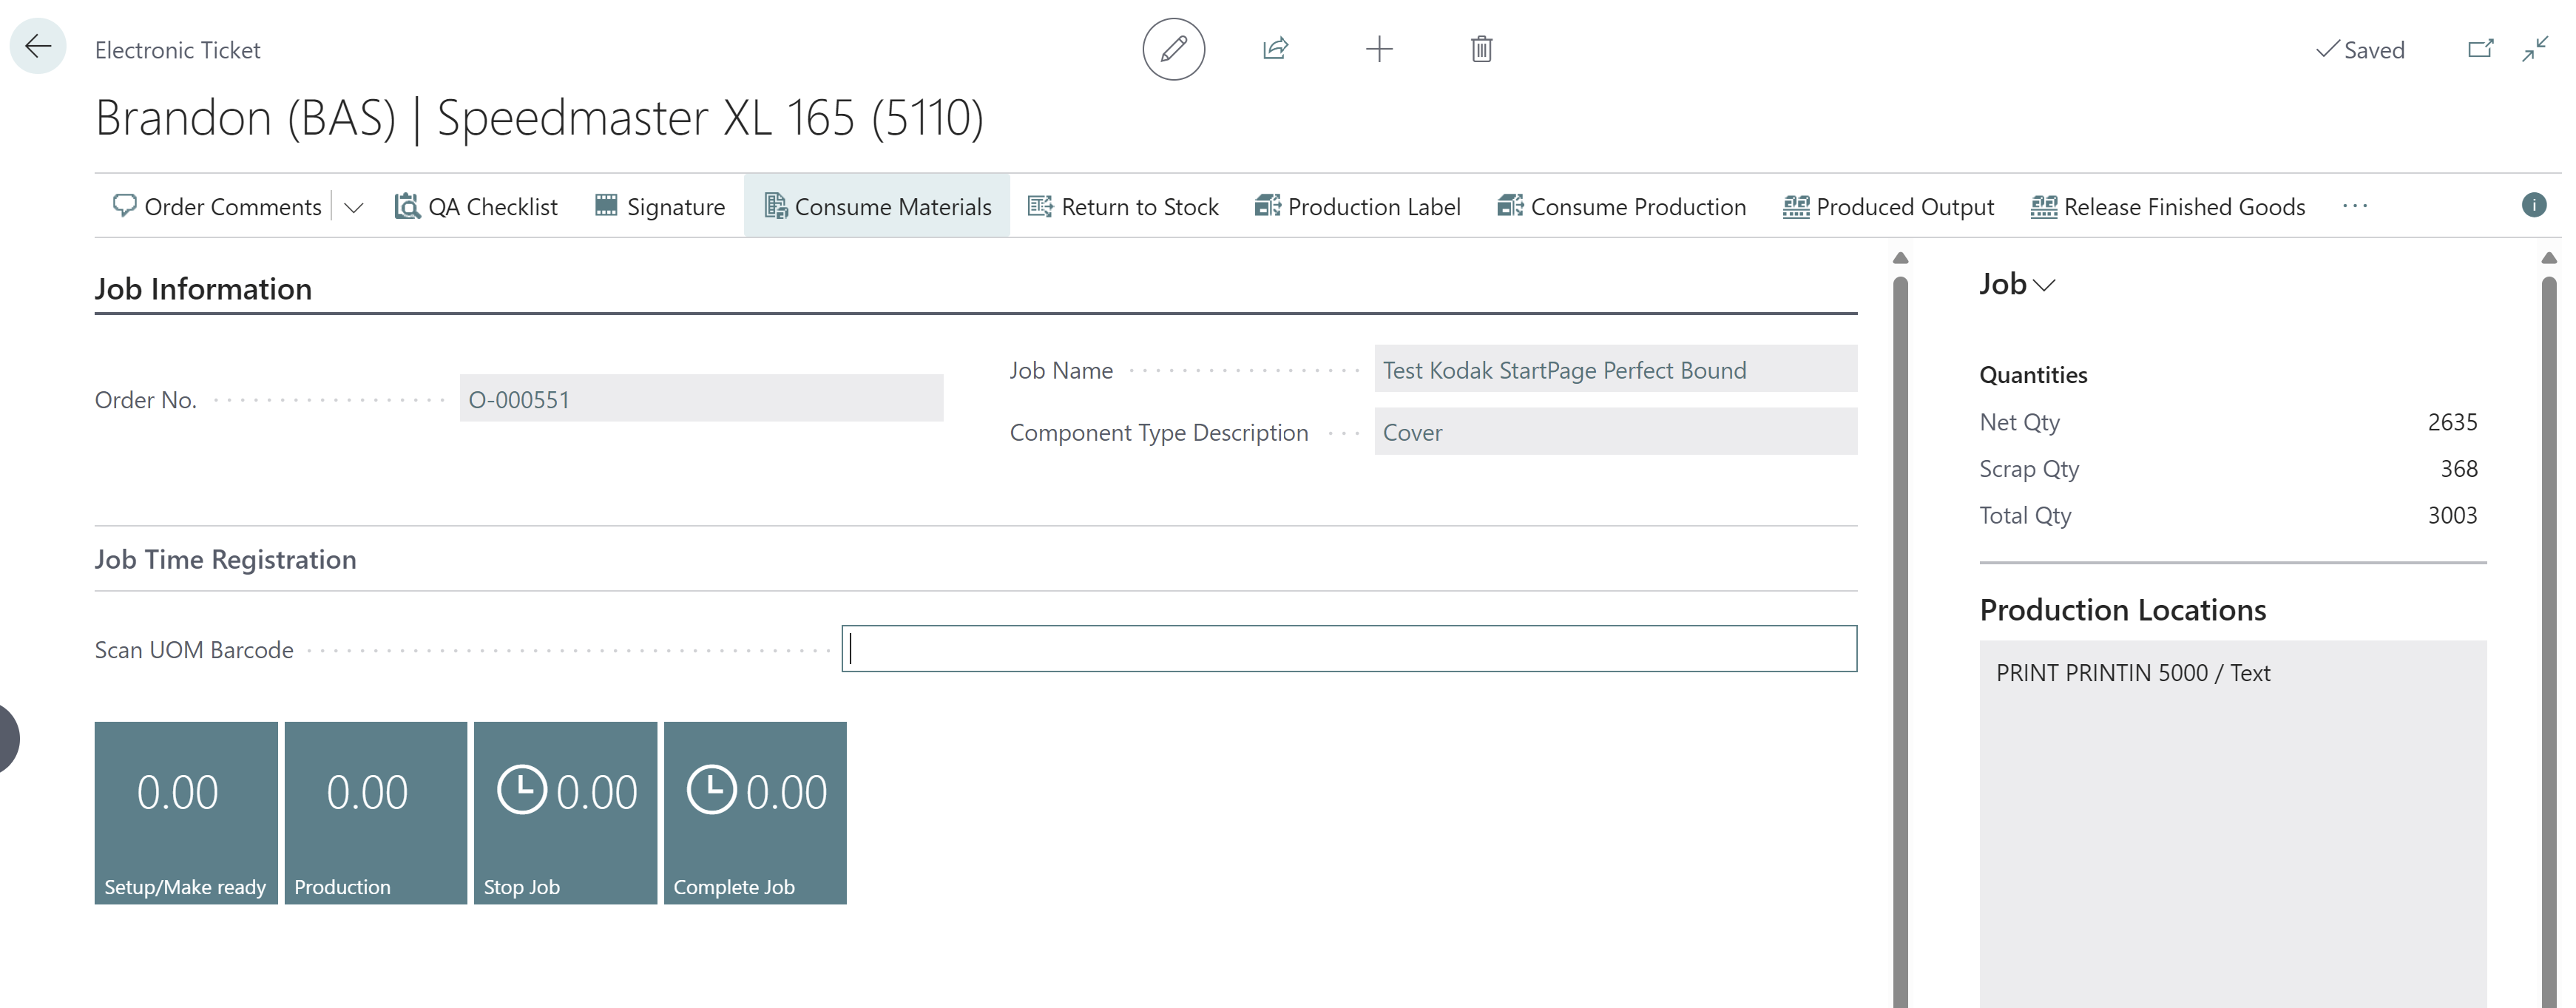 Electronic Ticket
Saved
Brandon (BAS) | Speedmaster XL 165 (5110)
Order Comments QA Checklist Signature Consume Materials Return to Stock Production Label Consume Production Produced Output Release Finished Goods ···
Job Information
Order No. O-000551
Job Name Test Kodak StartPage Perfect Bound
Component Type Description Cover
Job Time Registration
Scan UOM Barcode
0.00 0.00 0.00 0.00
Setup/Make ready Production Stop Job Complete Job
Job
Quantities
Net Qty 2635
Scrap Qty 368
Total Qty 3003
Production Locations
PRINT PRINTIN 5000 / Text